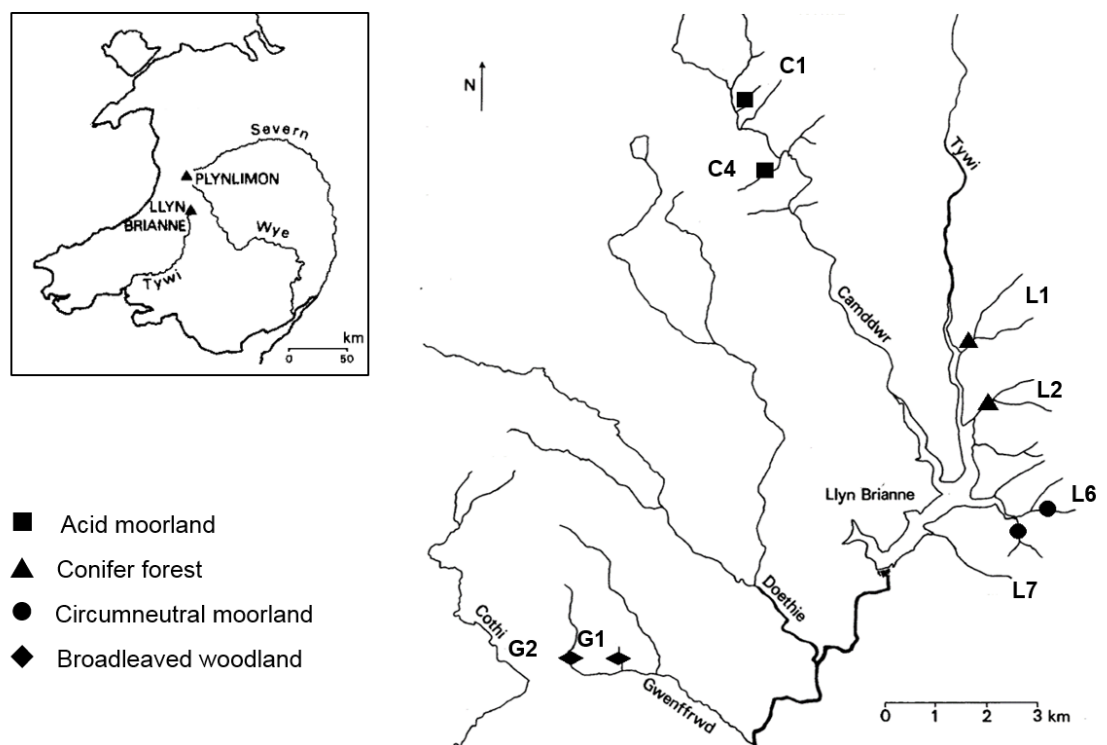 Severn
PLYNLIMON
LLYN
BRIANNE
Wye
Tywi
km
0 50
N
C1
C4
Tywi
Camddwr
L1
L2
Llyn Brianne
L6
L7
Doethie
Cothi
G2
G1
Gwenffrwd
0 1 2 3 km
Acid moorland
Conifer forest
Circumneutral moorland
Broadleaved woodland